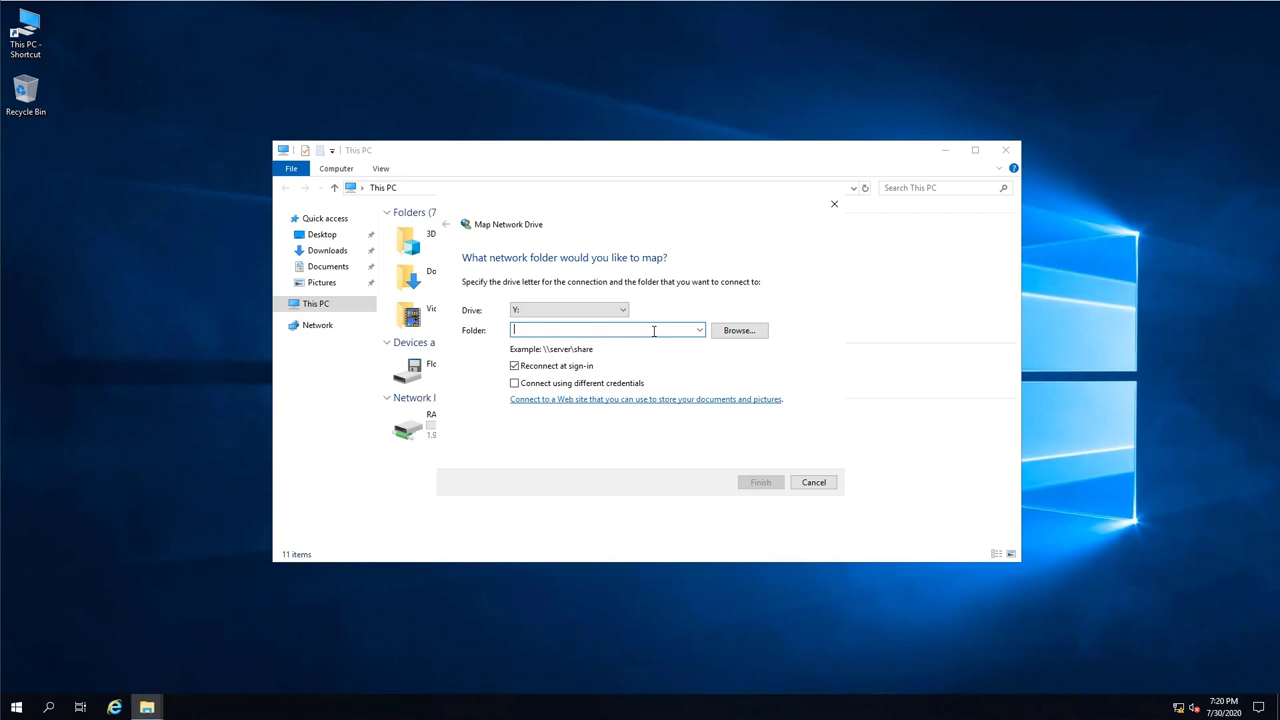 This PC -
Shortcut
Recycle Bin
This PC
File
Computer
View
This PC
Search This PC
Quick access
Desktop
Downloads
Documents
Pictures
This PC
Network
Folders (7
3D
Do
Vic
Devices a
Flo
Network l
RA
1.9
Map Network Drive
What network folder would you like to map?
Specify the drive letter for the connection and the folder that you want to connect to:
Drive: Y:
Folder:
Browse...
Example: \\server\share
Reconnect at sign-in
Connect using different credentials
Connect to a Web site that you can use to store your documents and pictures.
Finish
Cancel
11 items
7:20 PM
7/30/2020